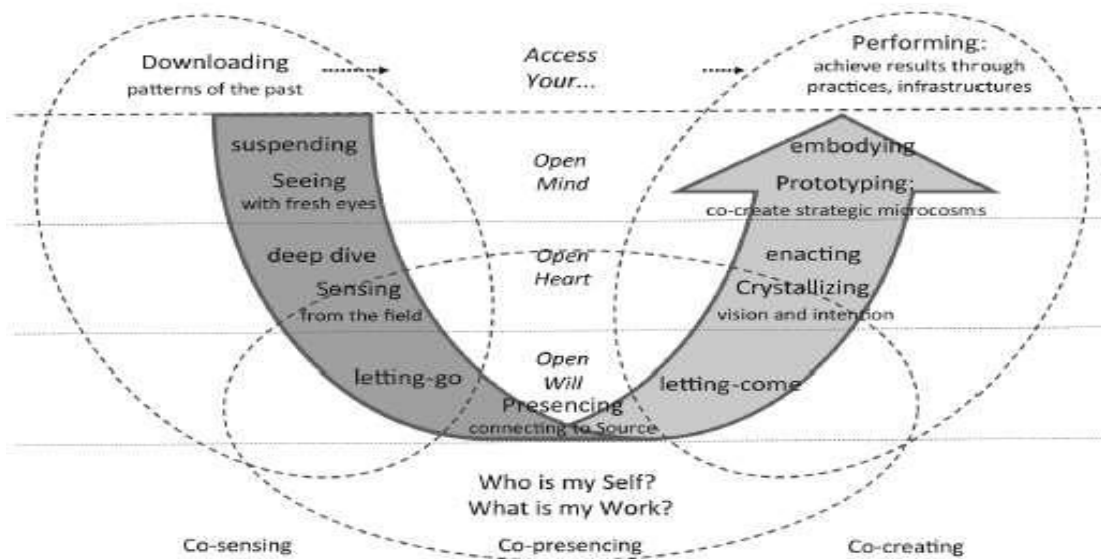 Downloading
patterns of the past
Access
Your...
Performing:
achieve results through
practices, infrastructures
suspending
Seeing
with fresh eyes
Open
Mind
embodying
Prototyping:
co-create strategic microcosms
deep dive
Sensing
from the field
Open
Heart
enacting
Crystallizing
vision and intention
letting-go
Open
Will
letting-come
Presencing
connecting to Source
Who is my Self?
What is my Work?
Co-sensing
Co-presencing
Co-creating